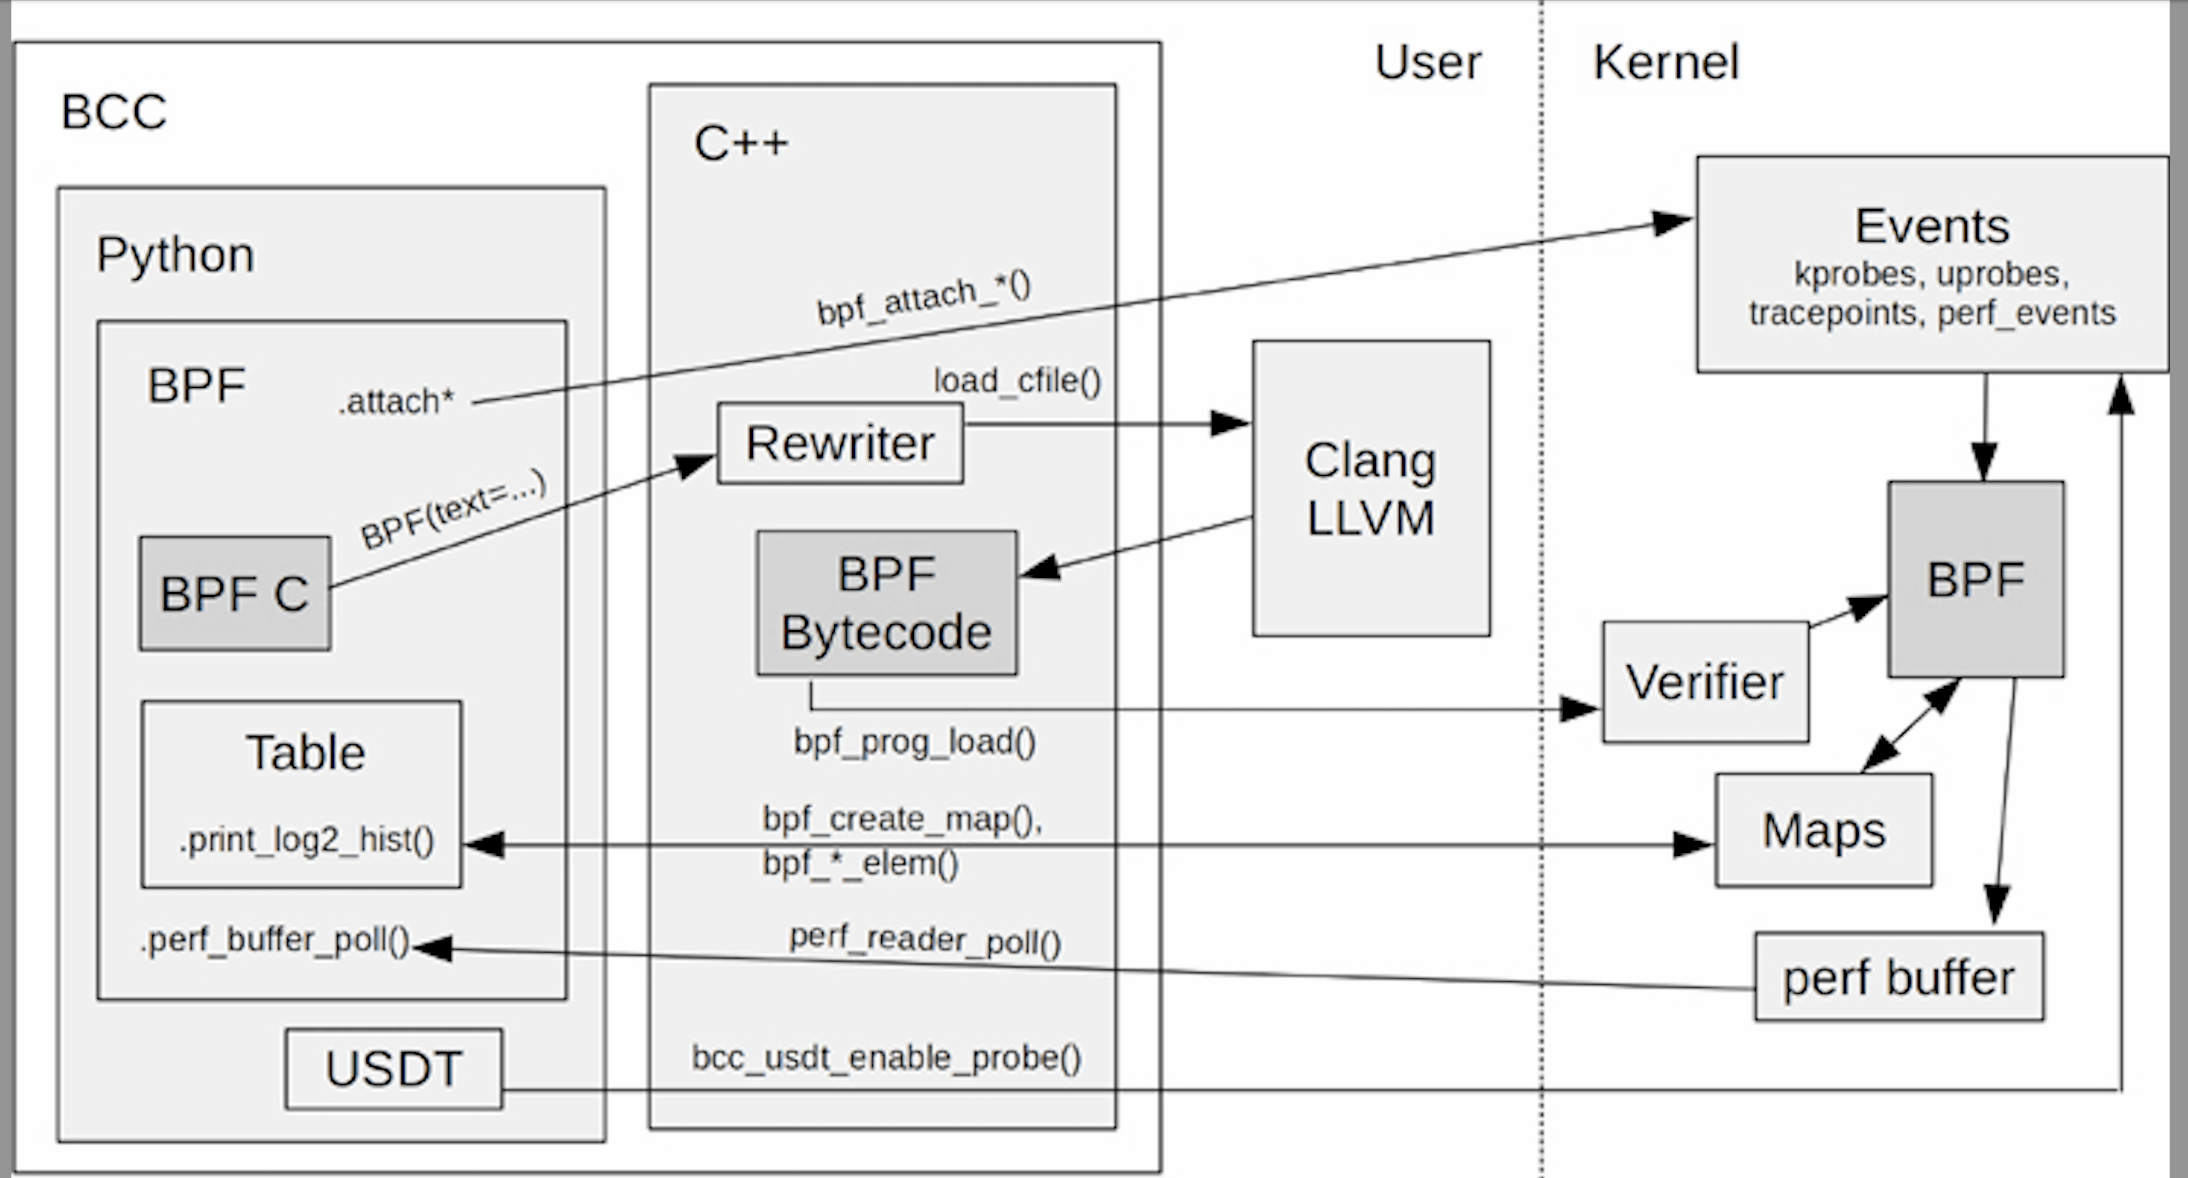 User
Kernel
BCC
C++
Python
Events
kprobes, uprobes,
tracepoints, perf_events
bpf_attach_*()
BPF
.attach*
load_cfile()
Rewriter
Clang
LLVM
BPF(text=...)
BPF C
BPF
Bytecode
BPF
Verifier
Table
bpf_prog_load()
.print_log2_hist()
bpf_create_map(),
bpf_*_elem()
Maps
.perf_buffer_poll()
perf_reader_poll()
perf buffer
USDT
bcc_usdt_enable_probe()